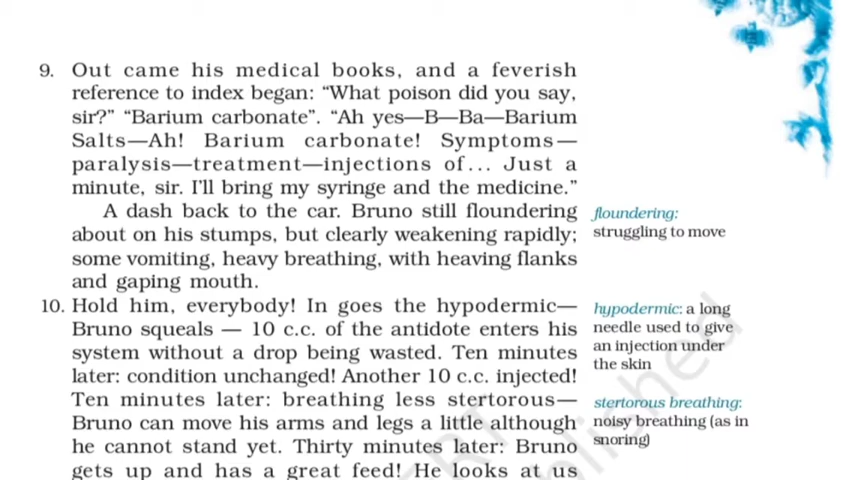 9. Out came his medical books, and a feverish
reference to index began: “What poison did you say,
sir?” “Barium carbonate”. “Ah yes—B—Ba—Barium
Salts—Ah! Barium carbonate! Symptoms—
paralysis—treatment—injections of... Just a
minute, sir. I’ll bring my syringe and the medicine.”
A dash back to the car. Bruno still floundering
about on his stumps, but clearly weakening rapidly;
some vomiting, heavy breathing, with heaving flanks
and gaping mouth.
floundering:
struggling to move
10. Hold him, everybody! In goes the hypodermic—
Bruno squeals — 10 c.c. of the antidote enters his
system without a drop being wasted. Ten minutes
later: condition unchanged! Another 10 c.c. injected!
Ten minutes later: breathing less stertorous—
Bruno can move his arms and legs a little although
he cannot stand yet. Thirty minutes later: Bruno
gets up and has a great feed! He looks at us
hypodermic: a long
needle used to give
an injection under
the skin
stertorous breathing:
noisy breathing (as in
snoring)